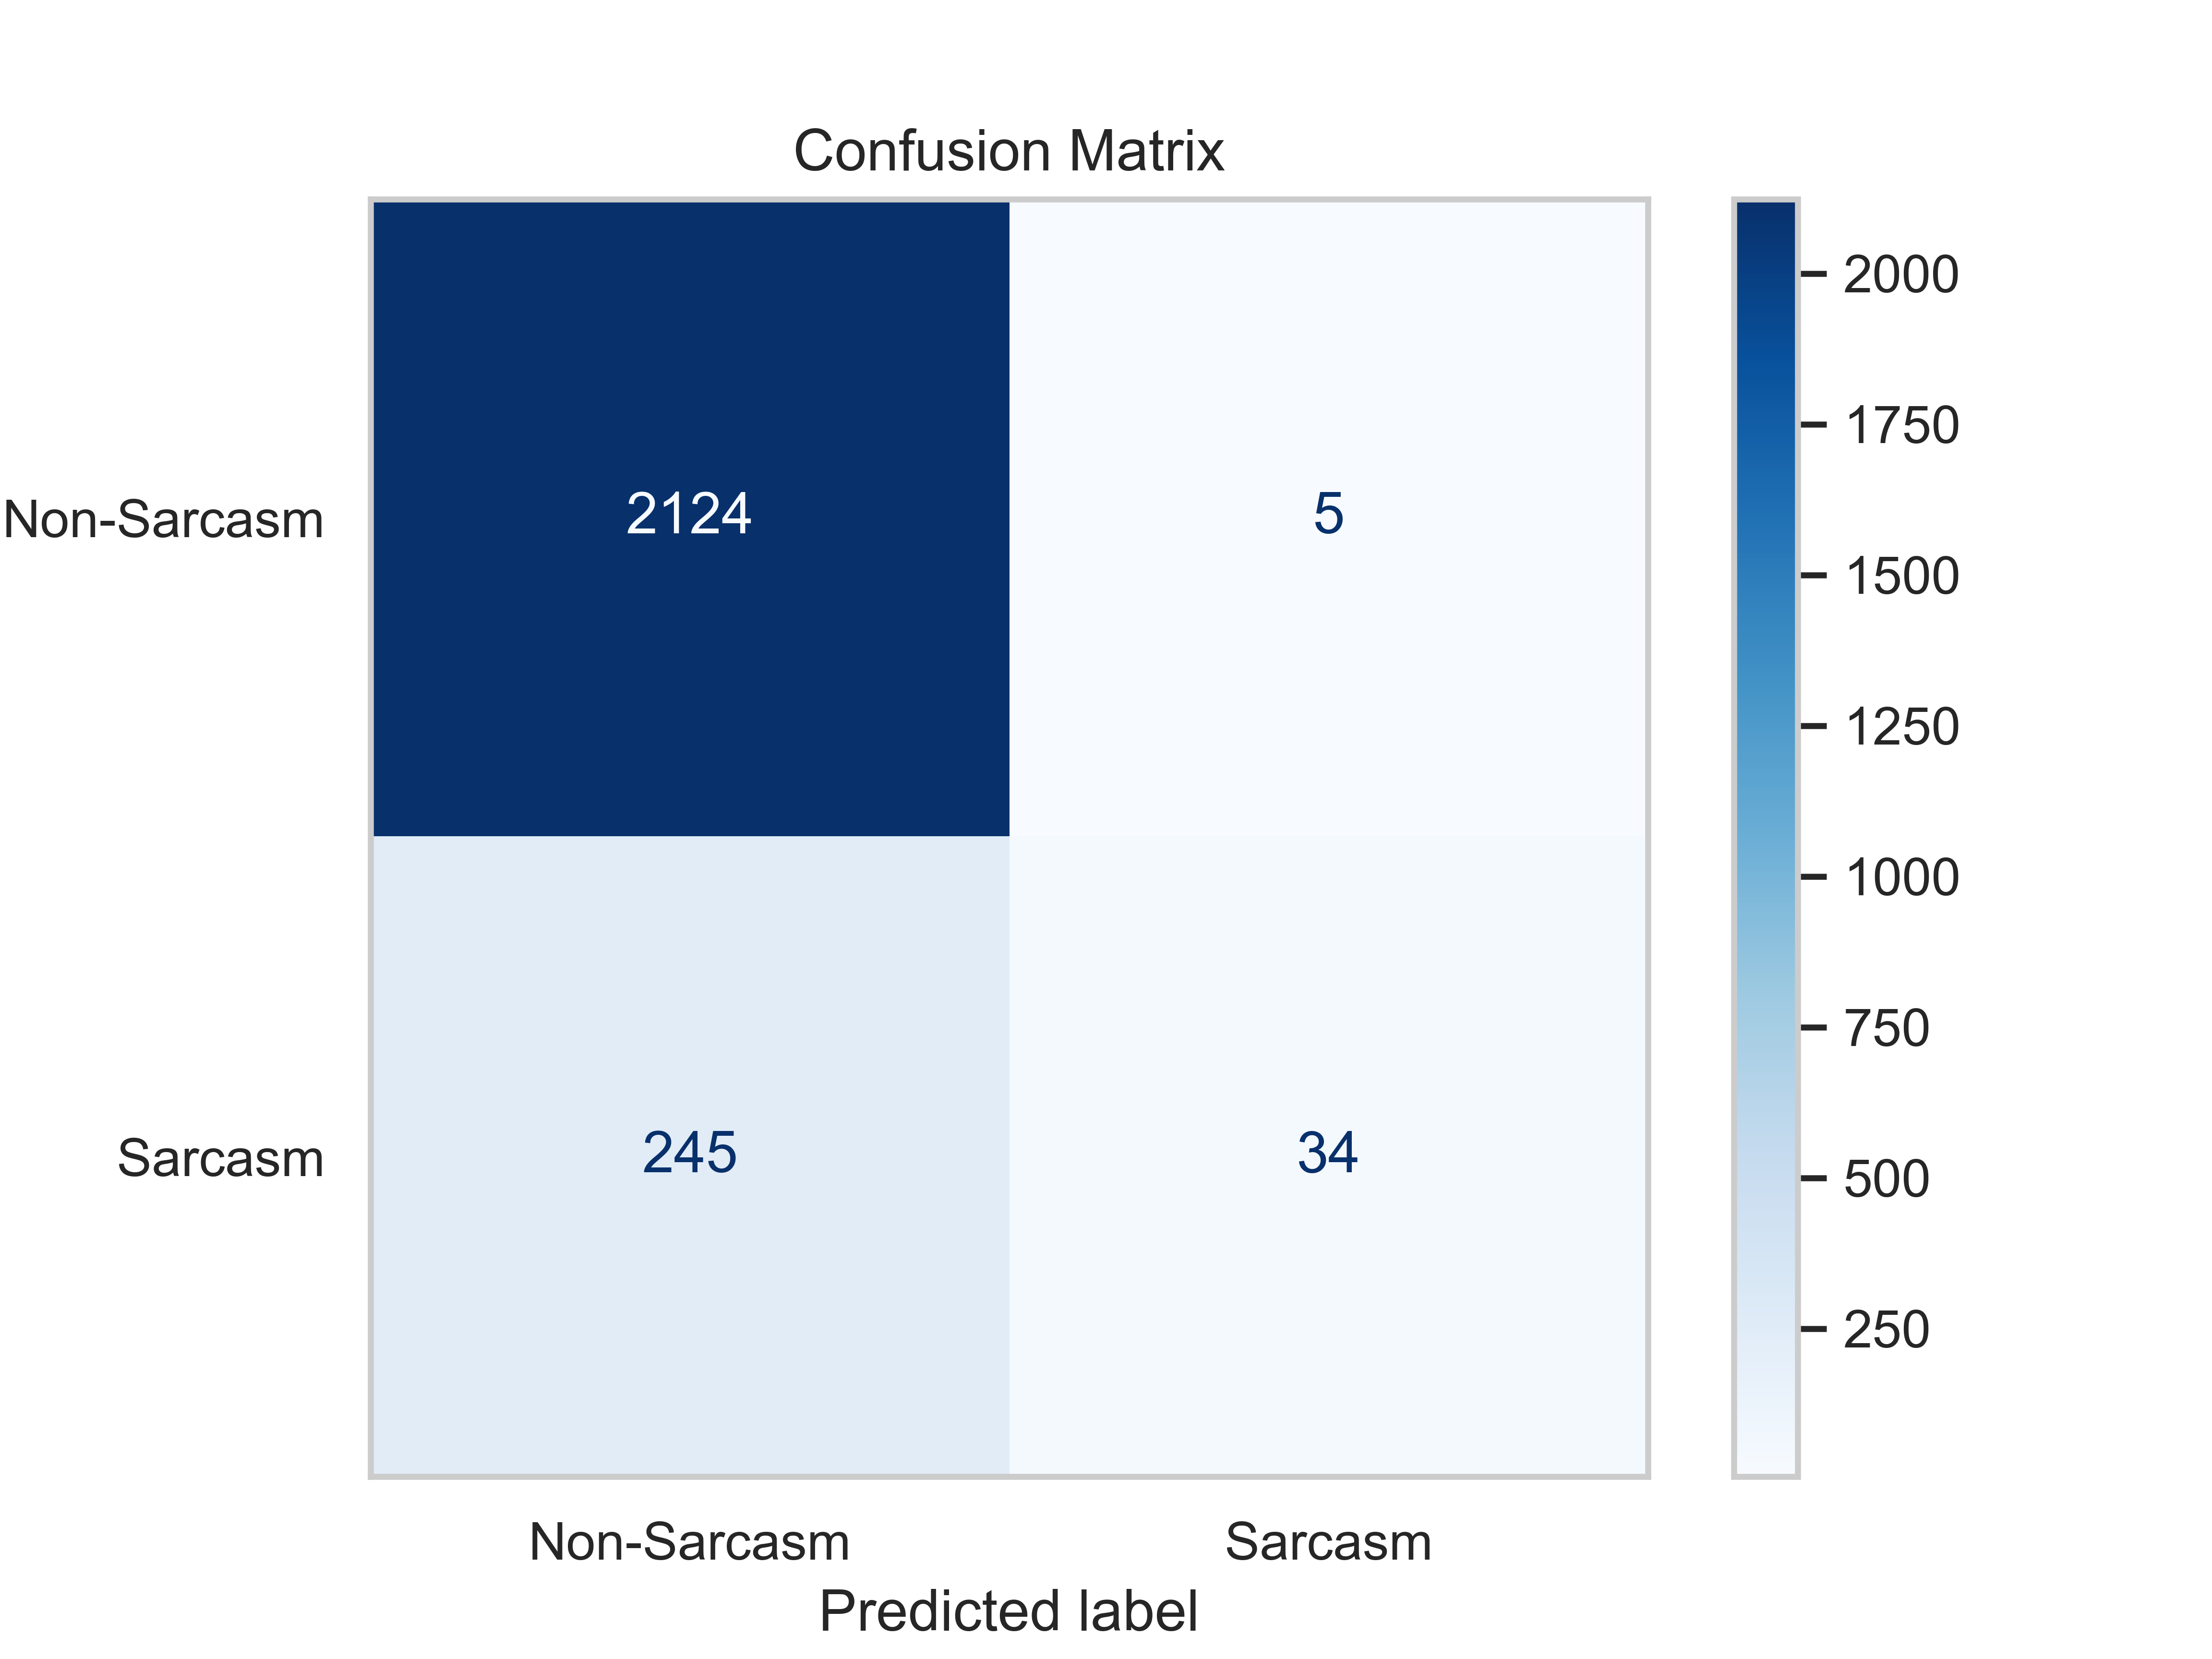 Confusion Matrix
Non-Sarcasm
2124
5
Sarcasm
245
34
Non-Sarcasm
Sarcasm
Predicted label
2000
1750
1500
1250
1000
750
500
250